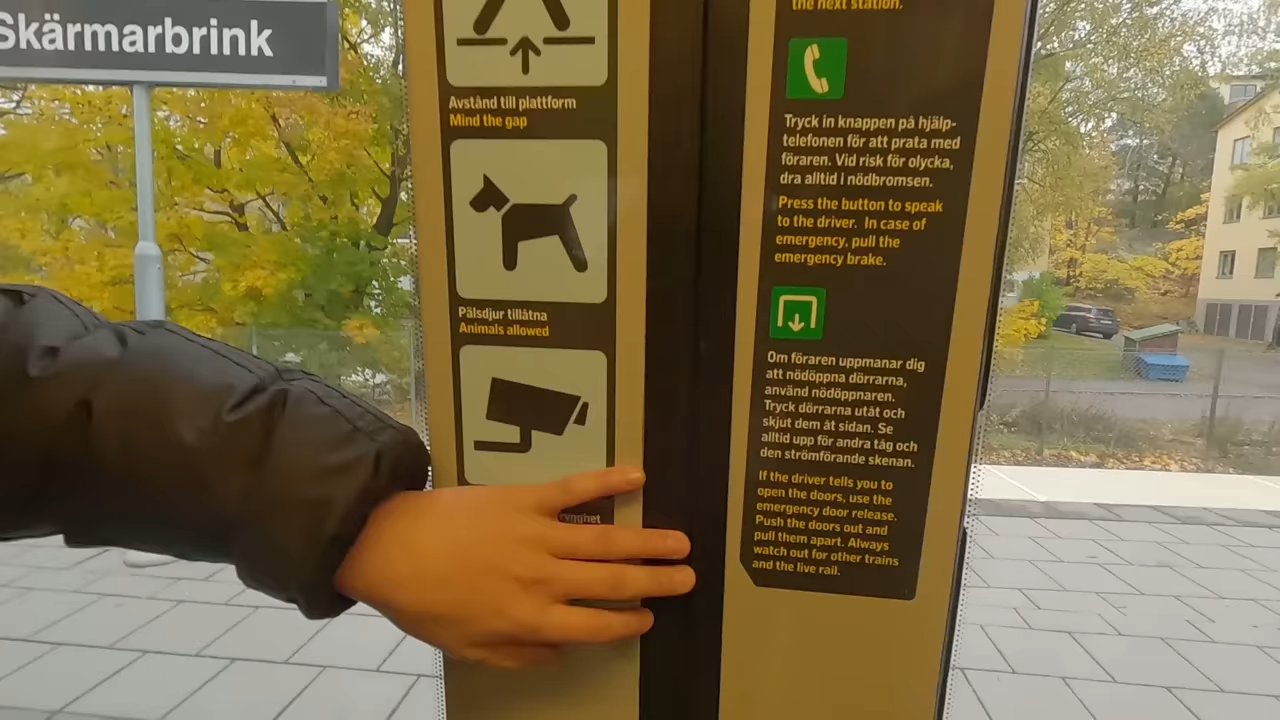 Skärmarbrink
Avstånd till plattform
Mind the gap
Pälsdjur tillåtna
Animals allowed
the next station.
Tryck in knappen på hjälp-
telefonen för att prata med
föraren. Vid risk för olycka,
dra alltid i nödbromsen.
Press the button to speak
to the driver. In case of
emergency, pull the
emergency brake.
Om föraren uppmanar dig
att nödöppna dörrarna,
använd nödöppnaren.
Tryck dörrarna utåt och
skjut dem åt sidan. Se
alltid upp för andra tåg och
den strömförande skenan.
If the driver tells you to
open the doors, use the
emergency door release.
Push the doors out and
pull them apart. Always
watch out for other trains
and the live rail.